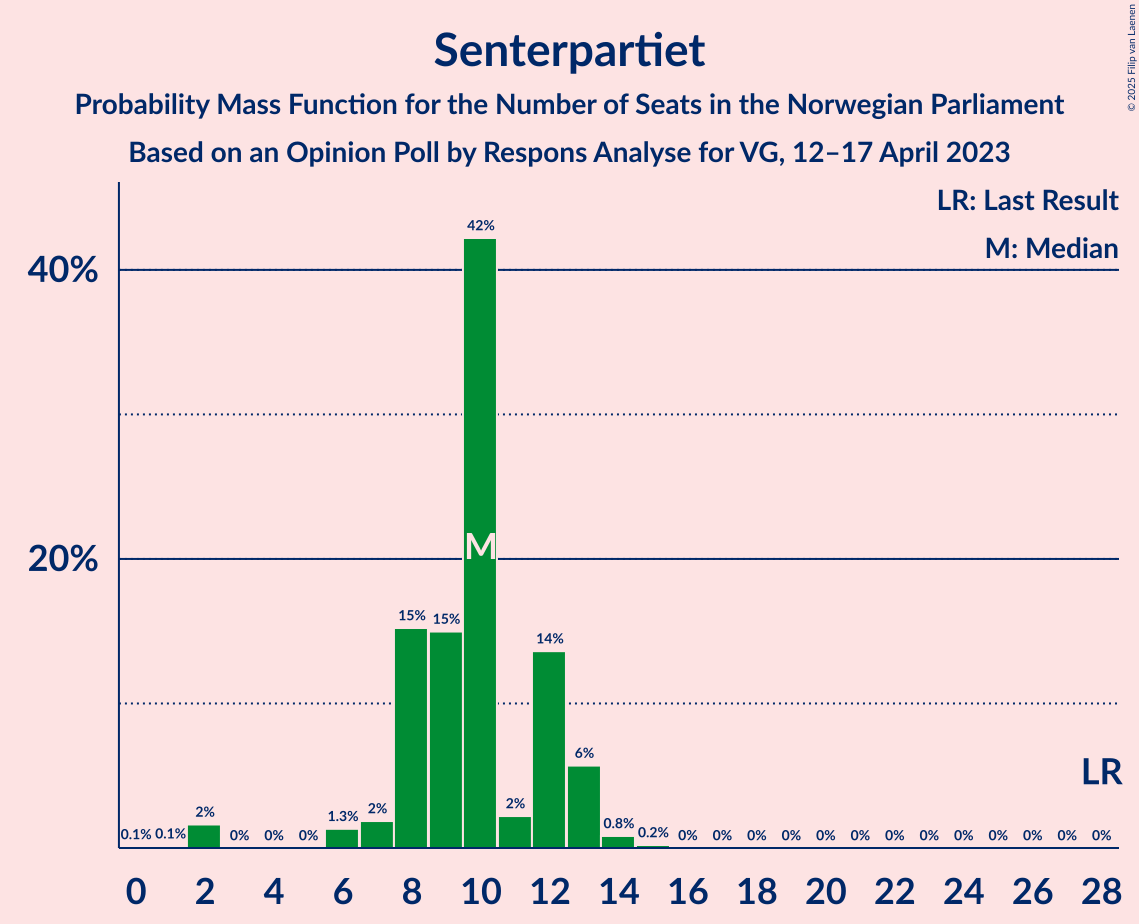 Senterpartiet
Probability Mass Function for the Number of Seats in the Norwegian Parliament
Based on an Opinion Poll by Respons Analyse for VG, 12–17 April 2023
© 2025 Filip van Laenen
LR: Last Result
M: Median
40%
20%
0.1% 0.1% 2% 0% 0% 0% 1.3% 2% 15% 15% 42% 2% 14% 6% 0.8% 0.2% 0% 0% 0% 0% 0% 0% 0% 0% 0% 0% 0% 0% 0%
M
LR
0 2 4 6 8 10 12 14 16 18 20 22 24 26 28